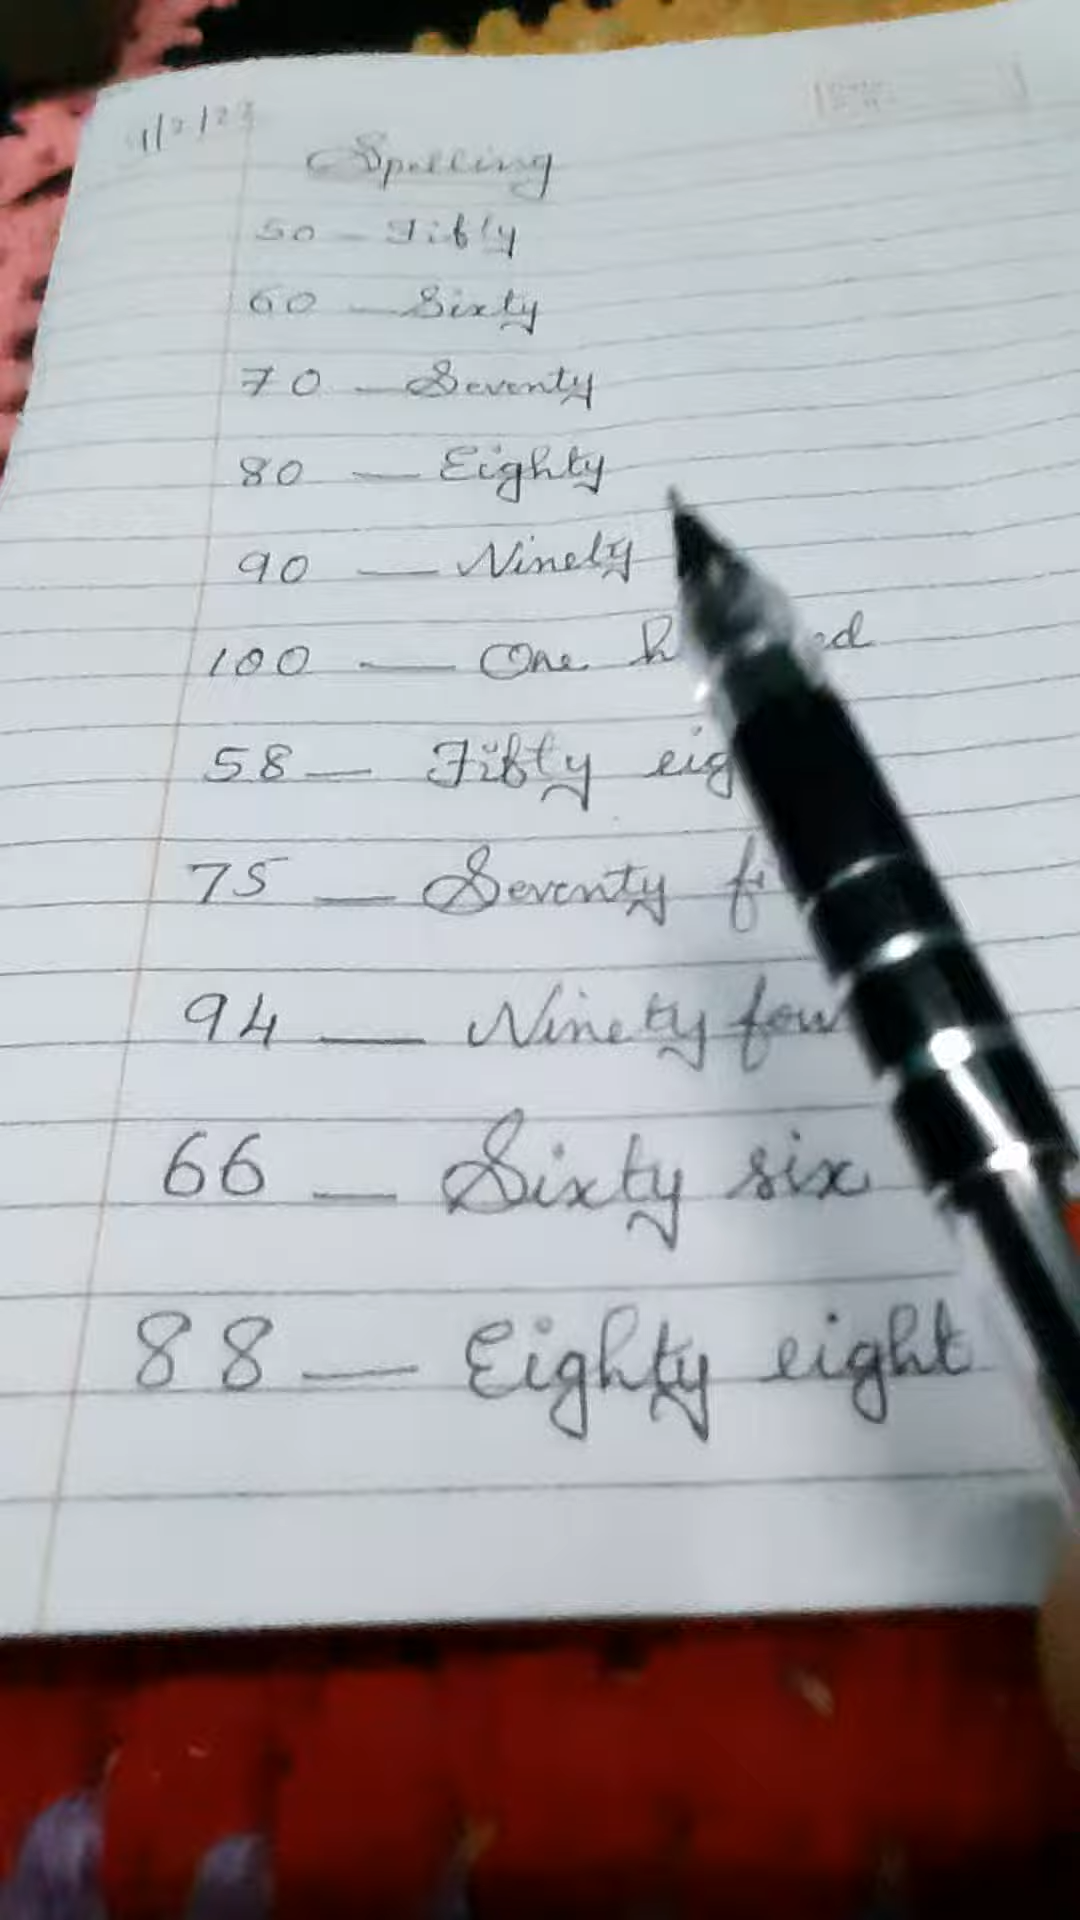 Spelling
50 - Fifty
60 - Sixty
70 - Seventy
80 - Eighty
90 - Ninety
100 - One
58 - Fifty
75 - Seventy
94 - Ninety four
66 - Sixty six
88 - Eighty eight